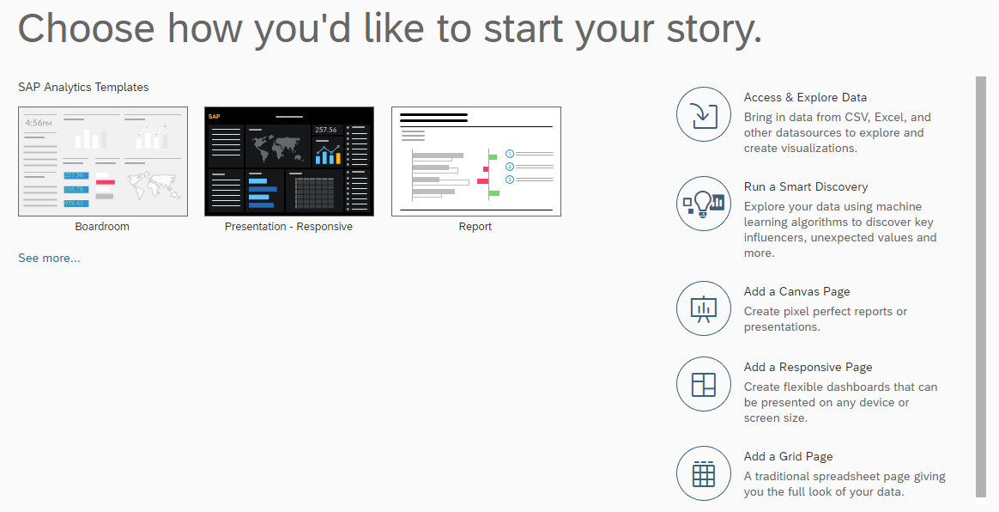 Choose how you'd like to start your story.
SAP Analytics Templates
4:56PM
SAP
257.56
Boardroom
Presentation - Responsive
Report
1
2
3
See more...
Access & Explore Data
Bring in data from CSV, Excel, and
other datasources to explore and
create visualizations.
Run a Smart Discovery
Explore your data using machine
learning algorithms to discover key
influencers, unexpected values and
more.
Add a Canvas Page
Create pixel perfect reports or
presentations.
Add a Responsive Page
Create flexible dashboards that can
be presented on any device or
screen size.
Add a Grid Page
A traditional spreadsheet page giving
you the full look of your data.